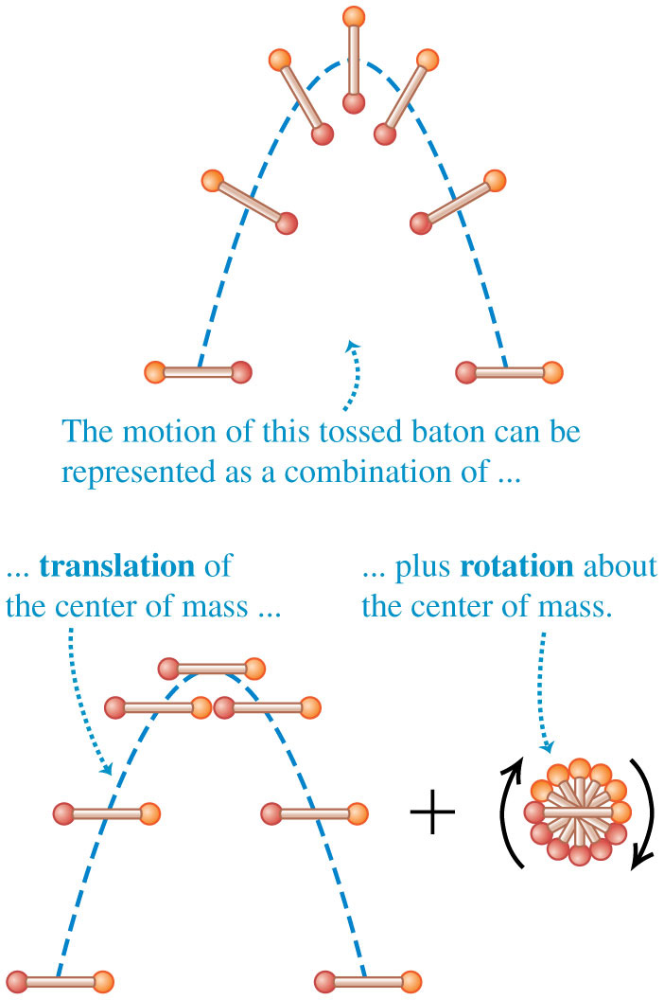 The motion of this tossed baton can be
represented as a combination of ...
... translation of
the center of mass ...
... plus rotation about
the center of mass.
+